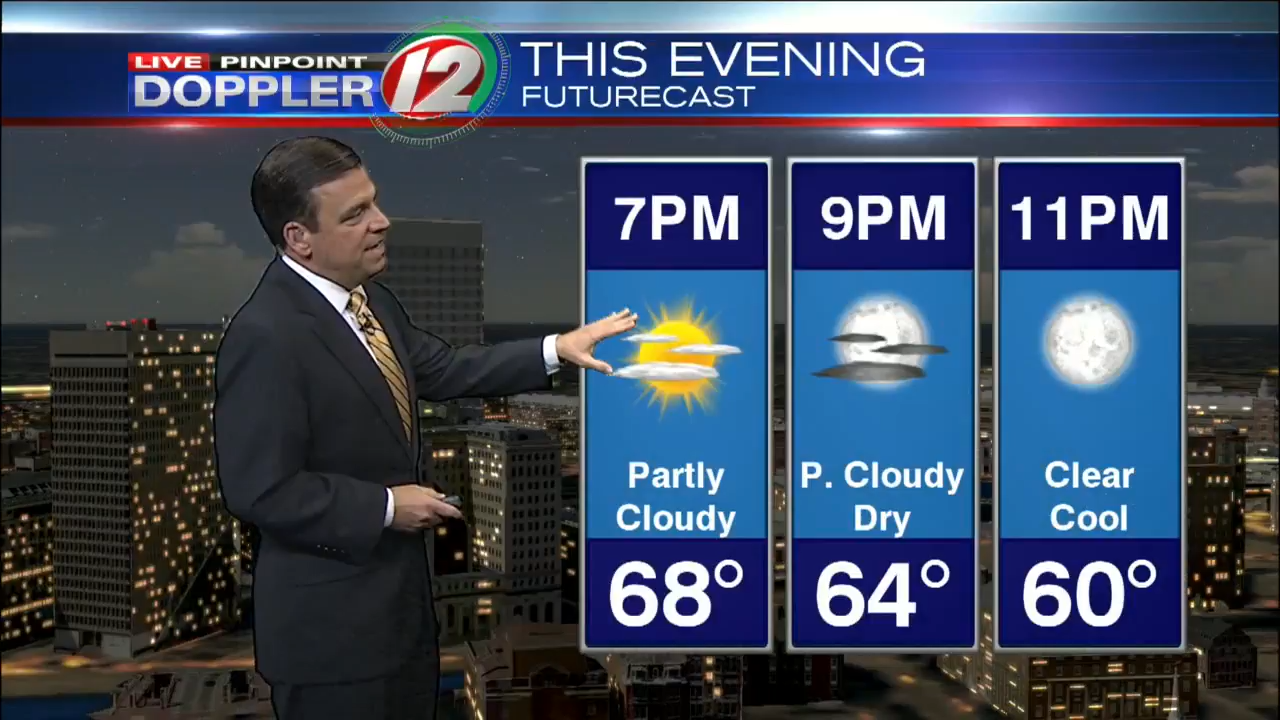 LIVE PINPOINT
DOPPLER 12
THIS EVENING
FUTURECAST
7PM
Partly
Cloudy
68°
9PM
P. Cloudy
Dry
64°
11PM
Clear
Cool
60°